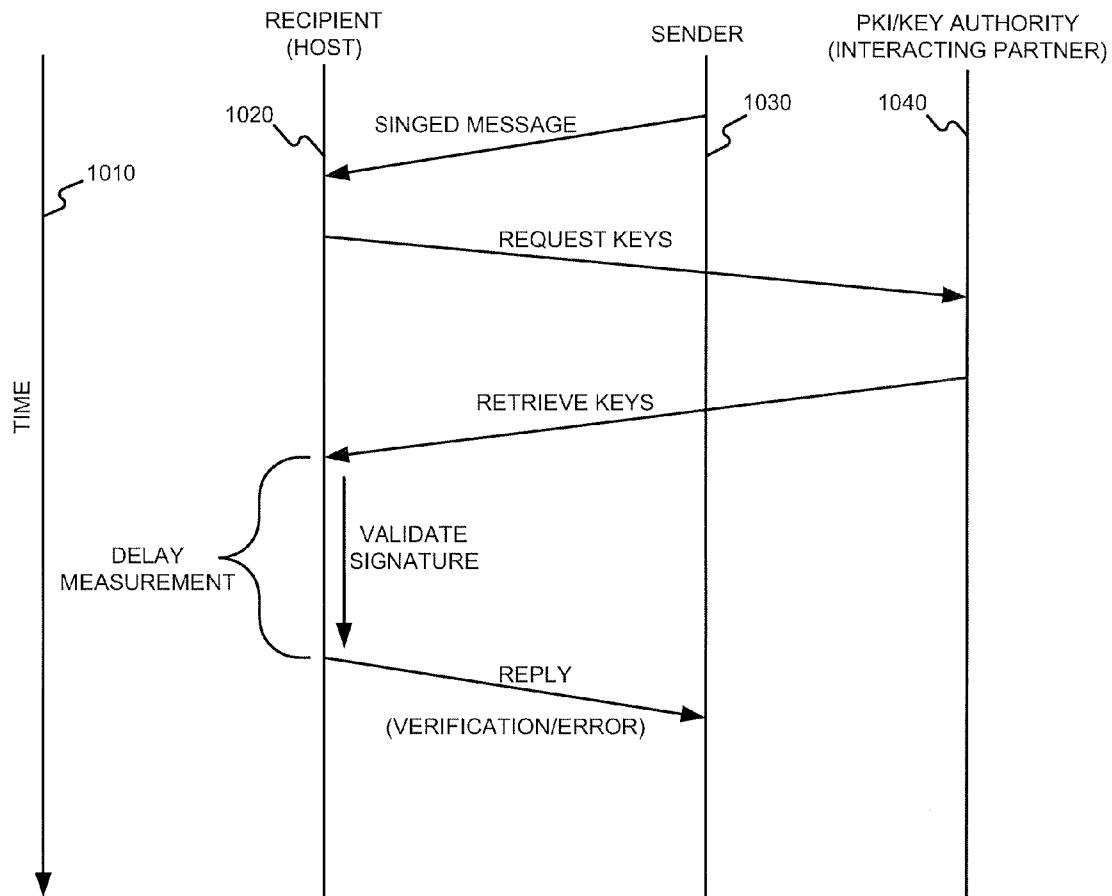 RECIPIENT
(HOST)
SENDER
PKI/KEY AUTHORITY
(INTERACTING PARTNER)
1020
1030
1040
SINGED MESSAGE
1010
REQUEST KEYS
TIME
RETRIEVE KEYS
VALIDATE
SIGNATURE
DELAY
MEASUREMENT
REPLY
(VERIFICATION/ERROR)